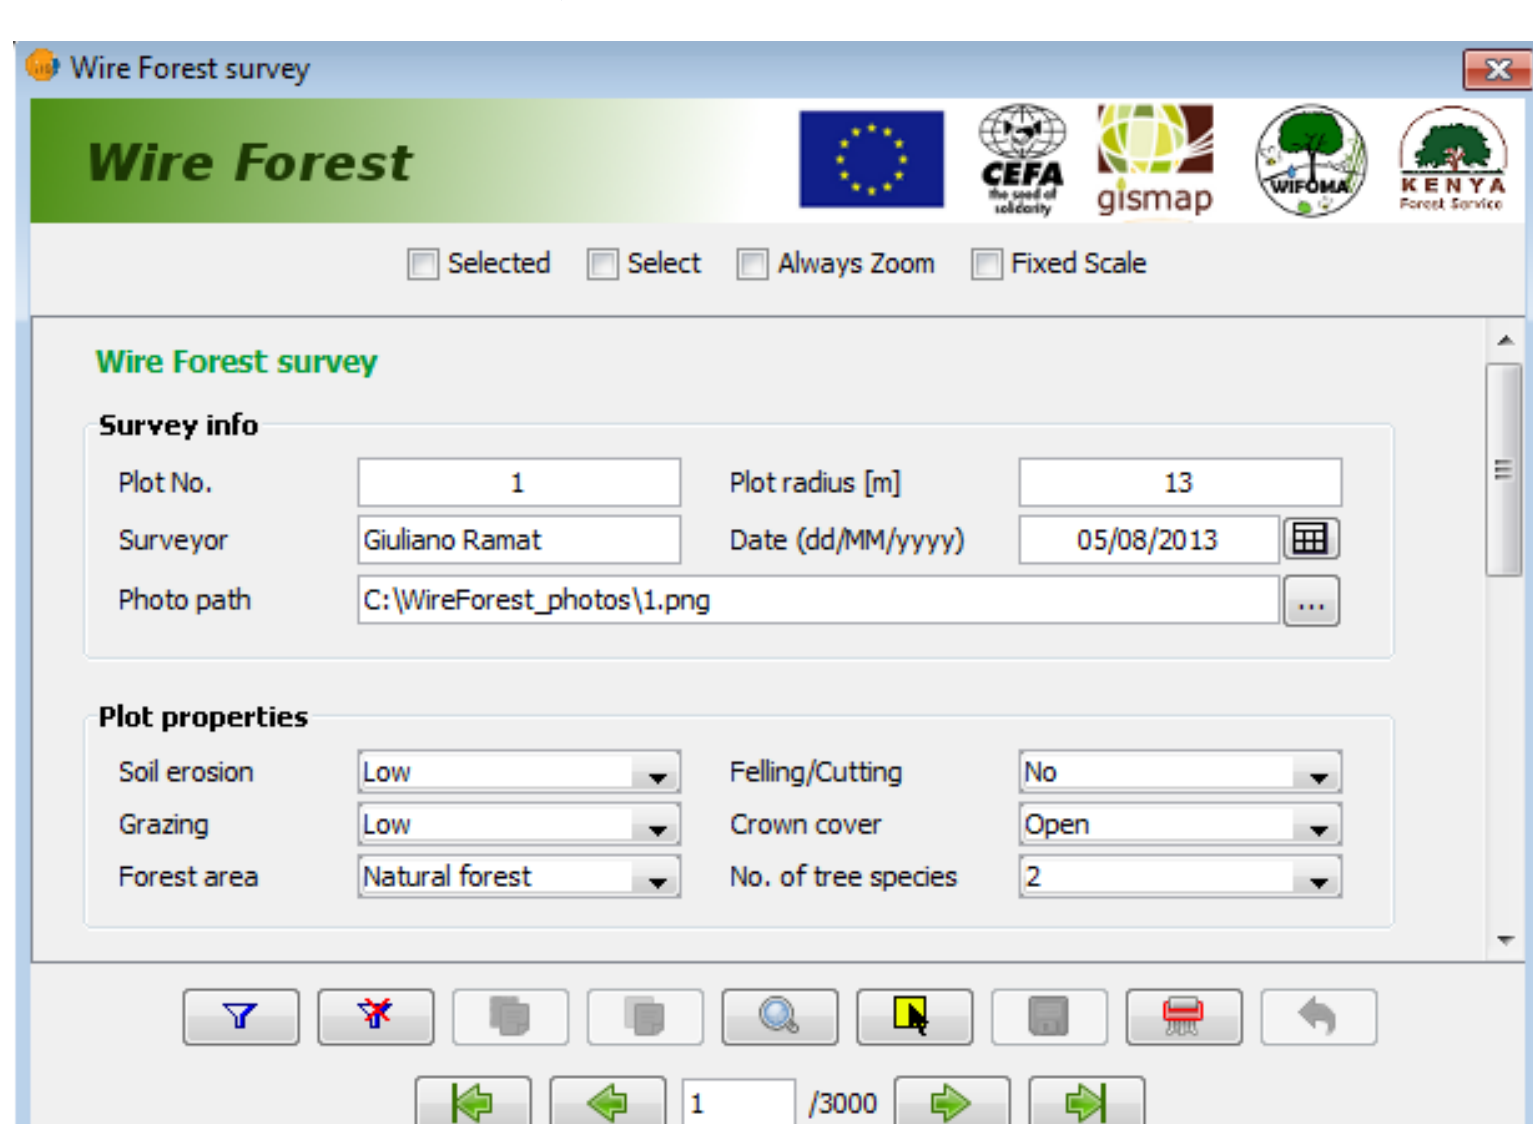 Wire Forest survey
Wire Forest
CEFA
the seed of
solidarity
gismap
WIFOMA
KENYA
Forest Service
Selected Select Always Zoom Fixed Scale
Wire Forest survey
Survey info
Plot No. 1 Plot radius [m] 13
Surveyor Giuliano Ramat Date (dd/MM/yyyy) 05/08/2013
Photo path C:\WireForest_photos\1.png ...
Plot properties
Soil erosion Low Felling/Cutting No
Grazing Low Crown cover Open
Forest area Natural forest No. of tree species 2
1 /3000